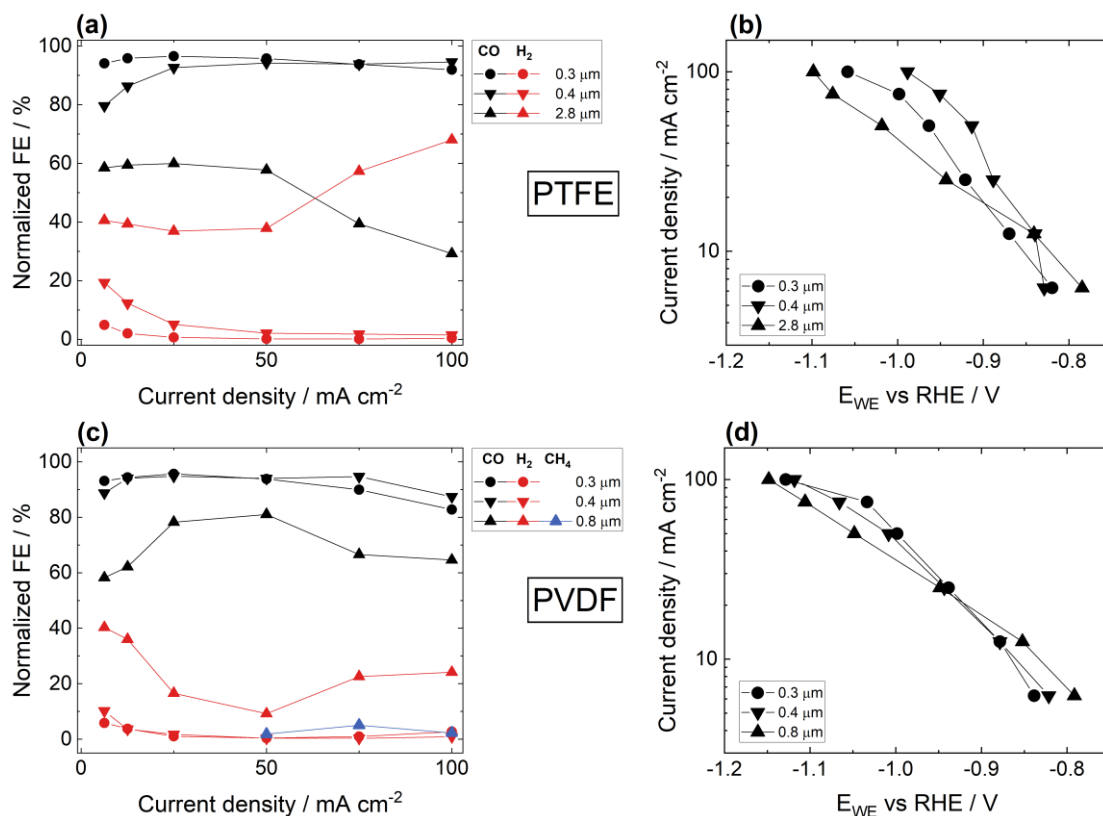 (a)
100
80
60
40
20
0
Normalized FE / %
0
50
100
Current density / mA cm-2
CO H2
0.3 μm
0.4 μm
2.8 μm
PTFE
(b)
100
10
Current density / mA cm-2
-1.2
-1.1
-1.0
-0.9
-0.8
EWE vs RHE / V
0.3 μm
0.4 μm
2.8 μm
(c)
100
80
60
40
20
0
Normalized FE / %
0
50
100
Current density / mA cm-2
CO H2 CH4
0.3 μm
0.4 μm
0.8 μm
PVDF
(d)
100
10
Current density / mA cm-2
-1.2
-1.1
-1.0
-0.9
-0.8
EWE vs RHE / V
0.3 μm
0.4 μm
0.8 μm